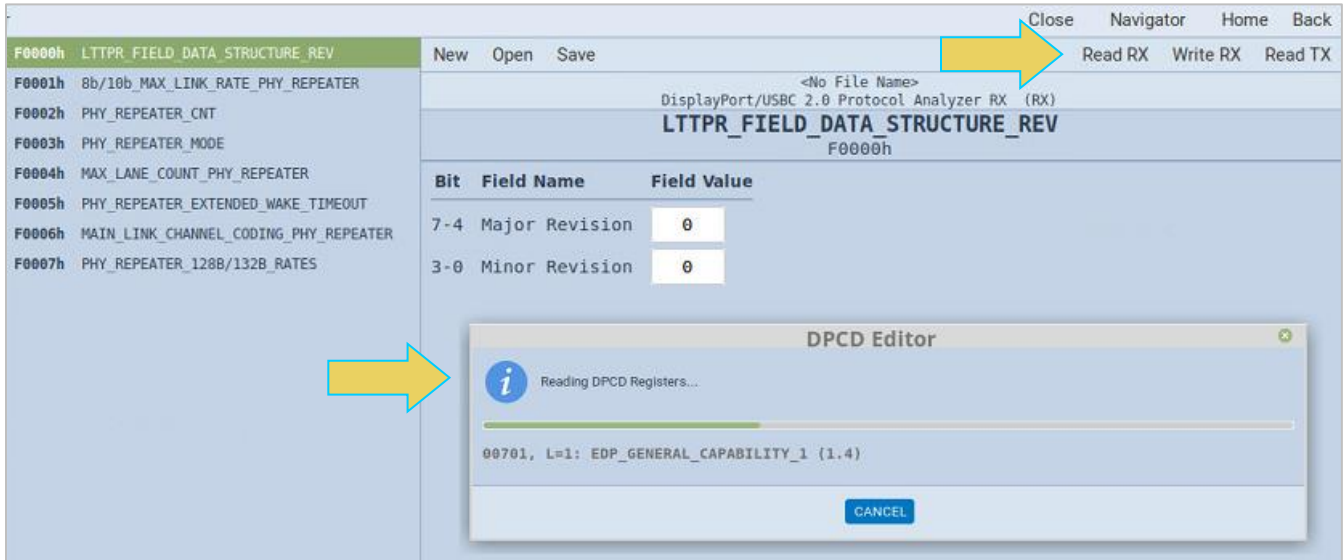 Close Navigator Home Back
F0000h LTTPR_FIELD_DATA_STRUCTURE_REV
F0001h 8b/10b_MAX_LINK_RATE_PHY_REPEATER
F0002h PHY_REPEATER_CNT
F0003h PHY_REPEATER_MODE
F0004h MAX_LANE_COUNT_PHY_REPEATER
F0005h PHY_REPEATER_EXTENDED_WAKE_TIMEOUT
F0006h MAIN_LINK_CHANNEL_CODING_PHY_REPEATER
F0007h PHY_REPEATER_128B/132B_RATES
New Open Save Read RX Write RX Read TX
<No File Name>
DisplayPort/USBC 2.0 Protocol Analyzer RX (RX)
LTTPR_FIELD_DATA_STRUCTURE_REV
F0000h
Bit Field Name Field Value
7-4 Major Revision 0
3-0 Minor Revision 0
DPCD Editor
i Reading DPCD Registers...
00701, L=1: EDP_GENERAL_CAPABILITY_1 (1.4)
CANCEL